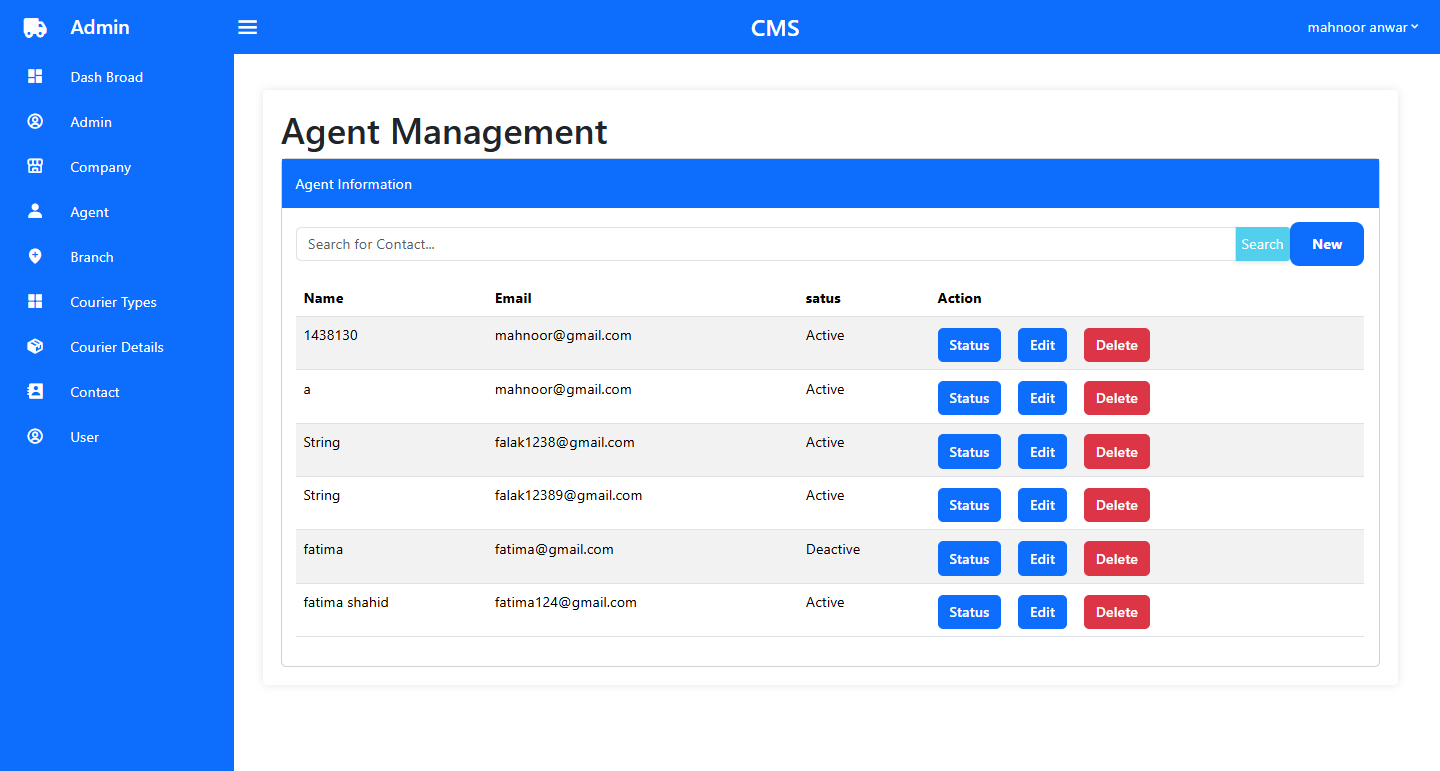 Admin
CMS
mahnoor anwar
Dash Broad
Admin
Company
Agent
Branch
Courier Types
Courier Details
Contact
User
Agent Management
Agent Information
Search for Contact...
Search
New
Name Email satus Action
1438130 mahnoor@gmail.com Active Status Edit Delete
a mahnoor@gmail.com Active Status Edit Delete
String falak1238@gmail.com Active Status Edit Delete
String falak12389@gmail.com Active Status Edit Delete
fatima fatima@gmail.com Deactive Status Edit Delete
fatima shahid fatima124@gmail.com Active Status Edit Delete